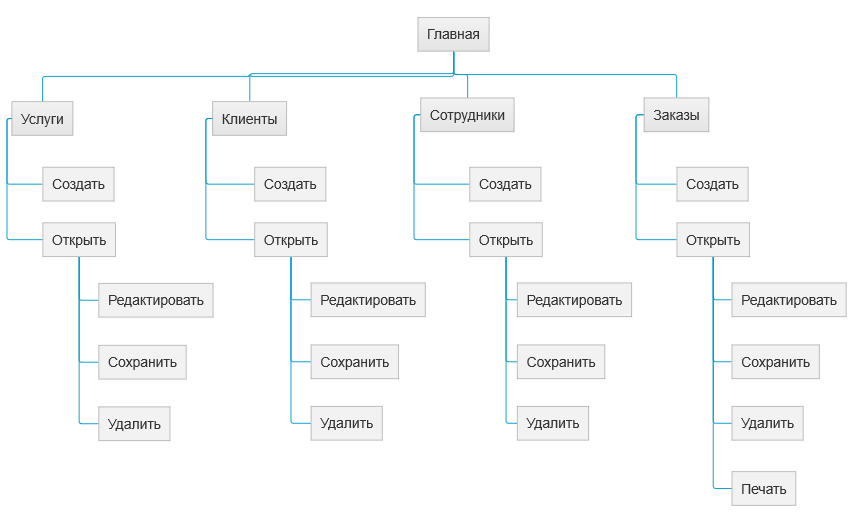 Главная
Услуги
Клиенты
Сотрудники
Заказы
Создать
Создать
Создать
Создать
Открыть
Открыть
Открыть
Открыть
Редактировать
Редактировать
Редактировать
Редактировать
Сохранить
Сохранить
Сохранить
Сохранить
Удалить
Удалить
Удалить
Удалить
Печать